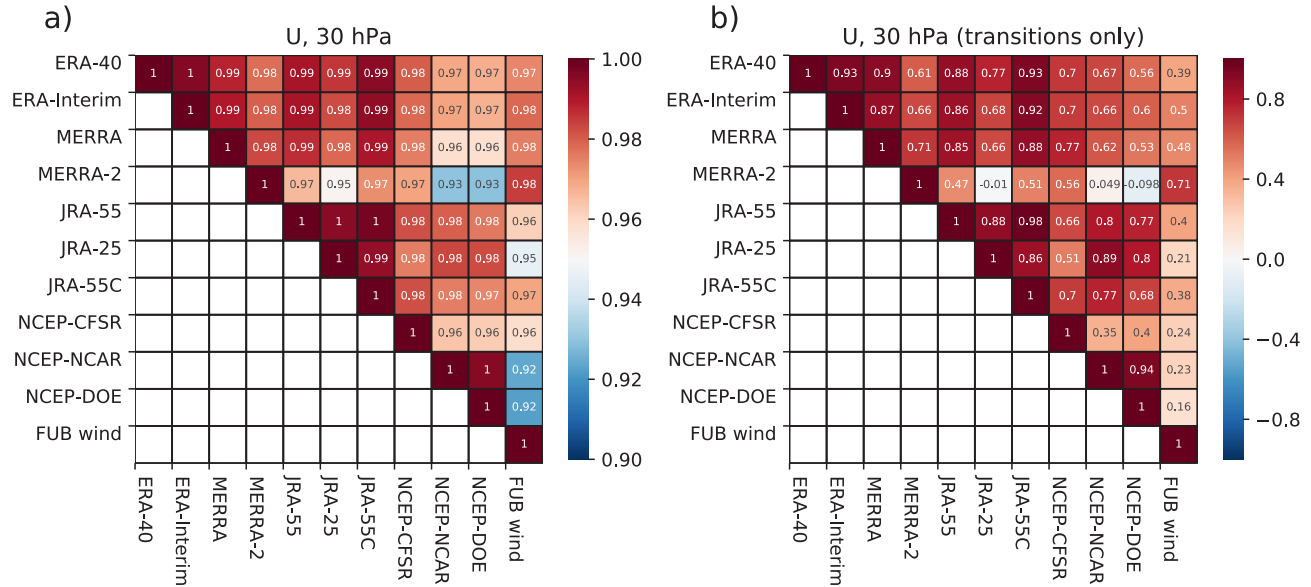 a)
U, 30 hPa
ERA-40 1 1 0.99 0.98 0.99 0.99 0.99 0.98 0.97 0.97 0.97
ERA-Interim 1 0.99 0.98 0.99 0.98 0.99 0.98 0.97 0.97 0.98
MERRA 1 0.98 0.99 0.98 0.99 0.98 0.96 0.96 0.98
MERRA-2 1 0.97 0.95 0.97 0.97 0.93 0.93 0.98
JRA-55 1 1 1 0.98 0.98 0.98 0.96
JRA-25 1 0.99 0.98 0.98 0.98 0.95
JRA-55C 1 0.98 0.98 0.97 0.97
NCEP-CFSR 1 0.96 0.96 0.96
NCEP-NCAR 1 1 0.92
NCEP-DOE 1 0.92
FUB wind 1
ERA-40 ERA-Interim MERRA MERRA-2 JRA-55 JRA-25 JRA-55C NCEP-CFSR NCEP-NCAR NCEP-DOE FUB wind
1.00
0.98
0.96
0.94
0.92
0.90
b)
U, 30 hPa (transitions only)
ERA-40 1 0.93 0.9 0.61 0.88 0.77 0.93 0.7 0.67 0.56 0.39
ERA-Interim 1 0.87 0.66 0.86 0.68 0.92 0.7 0.66 0.6 0.5
MERRA 1 0.71 0.85 0.66 0.88 0.77 0.62 0.53 0.48
MERRA-2 1 0.47 -0.01 0.51 0.56 0.049 -0.098 0.71
JRA-55 1 0.88 0.98 0.66 0.8 0.77 0.4
JRA-25 1 0.86 0.51 0.89 0.8 0.21
JRA-55C 1 0.7 0.77 0.68 0.38
NCEP-CFSR 1 0.35 0.4 0.24
NCEP-NCAR 1 0.94 0.23
NCEP-DOE 1 0.16
FUB wind 1
ERA-40 ERA-Interim MERRA MERRA-2 JRA-55 JRA-25 JRA-55C NCEP-CFSR NCEP-NCAR NCEP-DOE FUB wind
0.8
0.4
0.0
−0.4
−0.8